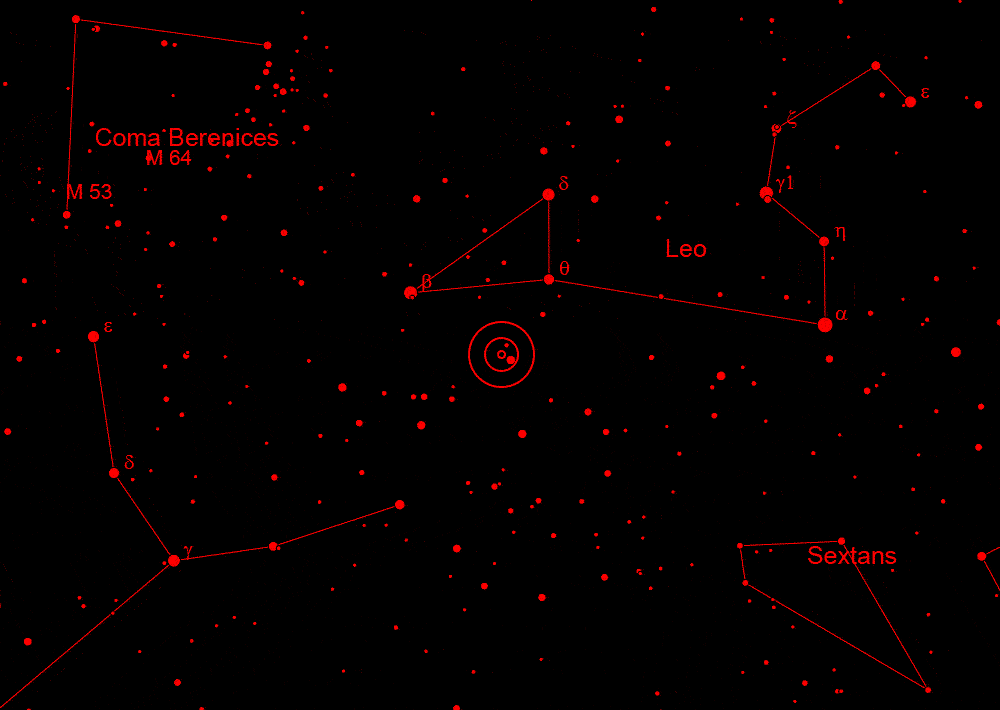 ε
ζ
Coma Berenices
M 64
δ
γ1
M 53
η
Leo
θ
β
α
ε
δ
γ
Sextans